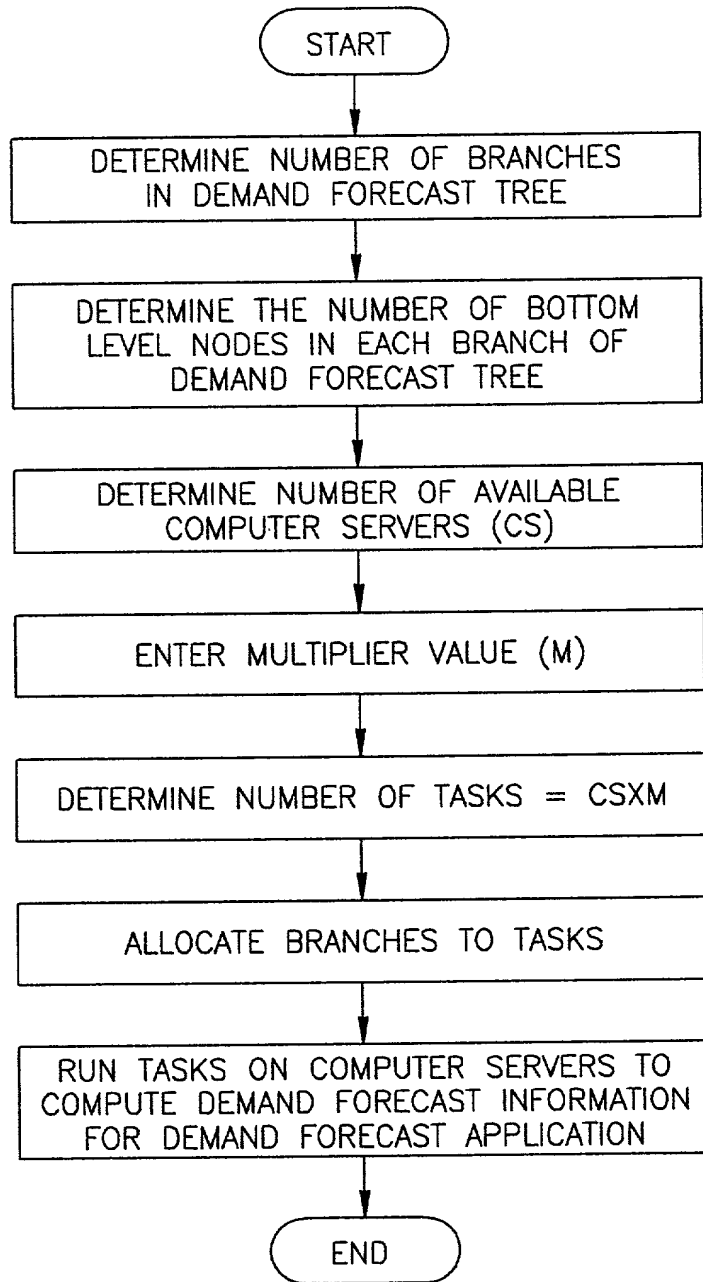 START
DETERMINE NUMBER OF BRANCHES
IN DEMAND FORECAST TREE
DETERMINE THE NUMBER OF BOTTOM
LEVEL NODES IN EACH BRANCH OF
DEMAND FORECAST TREE
DETERMINE NUMBER OF AVAILABLE
COMPUTER SERVERS (CS)
ENTER MULTIPLIER VALUE (M)
DETERMINE NUMBER OF TASKS = CSXM
ALLOCATE BRANCHES TO TASKS
RUN TASKS ON COMPUTER SERVERS TO
COMPUTE DEMAND FORECAST INFORMATION
FOR DEMAND FORECAST APPLICATION
END